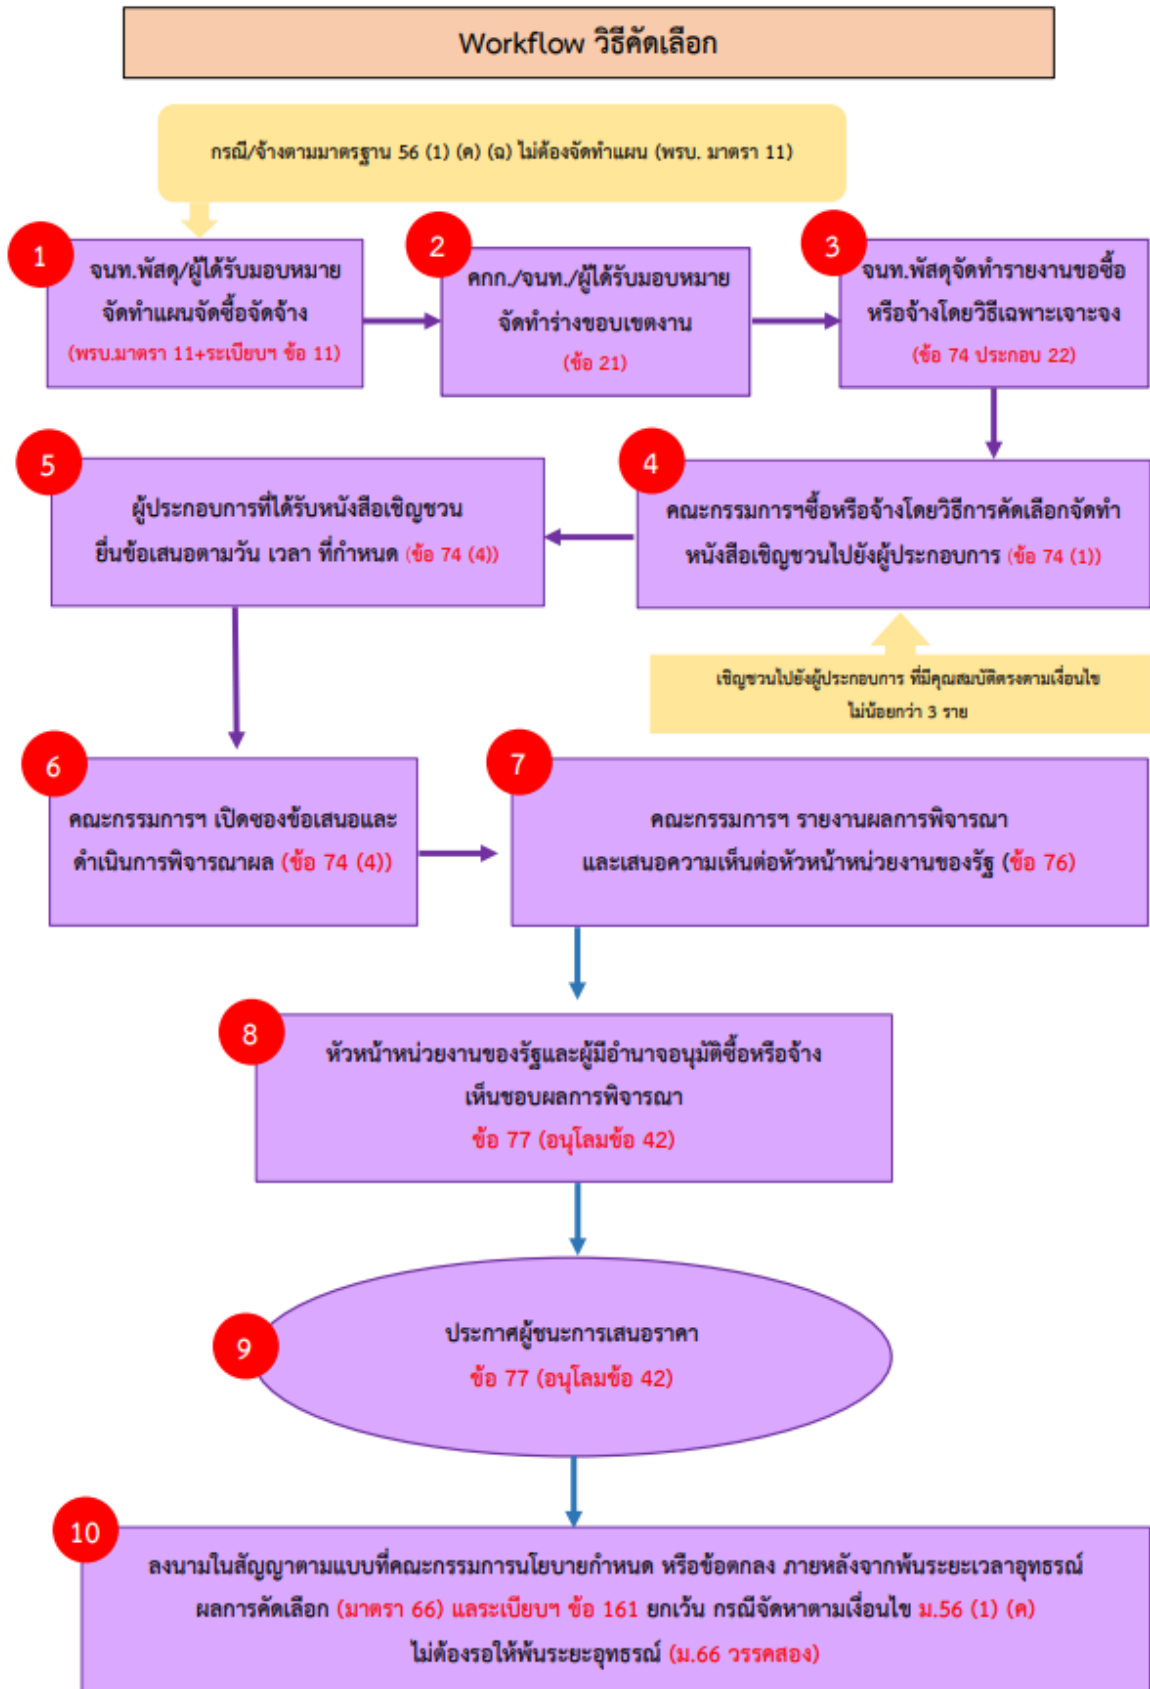 Workflow วิธีคัดเลือก
กรณี/จ้างตามมาตรฐาน 56 (1) (ค) (ฉ) ไม่ต้องจัดทำแผน (พรบ. มาตรา 11)
1
จนท.พัสดุ/ผู้ได้รับมอบหมาย
จัดทำแผนจัดซื้อจัดจ้าง
(พรบ.มาตรา 11+ระเบียบฯ ข้อ 11)
2
คกก./จนท./ผู้ได้รับมอบหมาย
จัดทำร่างขอบเขตงาน
(ข้อ 21)
3
จนท.พัสดุจัดทำรายงานขอซื้อ
หรือจ้างโดยวิธีเฉพาะเจาะจง
(ข้อ 74 ประกอบ 22)
4
คณะกรรมการฯซื้อหรือจ้างโดยวิธีการคัดเลือกจัดทำ
หนังสือเชิญชวนไปยังผู้ประกอบการ (ข้อ 74 (1))
เชิญชวนไปยังผู้ประกอบการ ที่มีคุณสมบัติตรงตามเงื่อนไข
ไม่น้อยกว่า 3 ราย
5
ผู้ประกอบการที่ได้รับหนังสือเชิญชวน
ยื่นข้อเสนอตามวัน เวลา ที่กำหนด (ข้อ 74 (4))
6
คณะกรรมการฯ เปิดซองข้อเสนอและ
ดำเนินการพิจารณาผล (ข้อ 74 (4))
7
คณะกรรมการฯ รายงานผลการพิจารณา
และเสนอความเห็นต่อหัวหน้าหน่วยงานของรัฐ (ข้อ 76)
8
หัวหน้าหน่วยงานของรัฐและผู้มีอำนาจอนุมัติซื้อหรือจ้าง
เห็นชอบผลการพิจารณา
ข้อ 77 (อนุโลมข้อ 42)
9
ประกาศผู้ชนะการเสนอราคา
ข้อ 77 (อนุโลมข้อ 42)
10
ลงนามในสัญญาตามแบบที่คณะกรรมการนโยบายกำหนด หรือข้อตกลง ภายหลังจากพ้นระยะเวลาอุทธรณ์
ผลการคัดเลือก (มาตรา 66) แลระเบียบฯ ข้อ 161 ยกเว้น กรณีจัดหาตามเงื่อนไข ม.56 (1) (ค)
ไม่ต้องรอให้พ้นระยะอุทธรณ์ (ม.66 วรรคสอง)